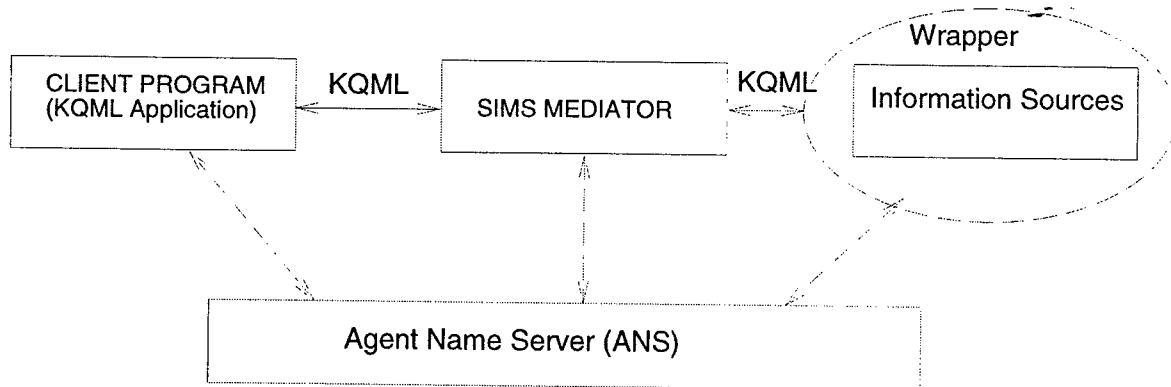 Wrapper
CLIENT PROGRAM
(KQML Application)
KQML
SIMS MEDIATOR
KQML
Information Sources
Agent Name Server (ANS)